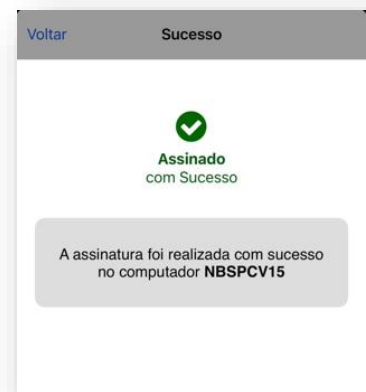 Voltar Sucesso
Assinado
com Sucesso
A assinatura foi realizada com sucesso
no computador NBSPCV15